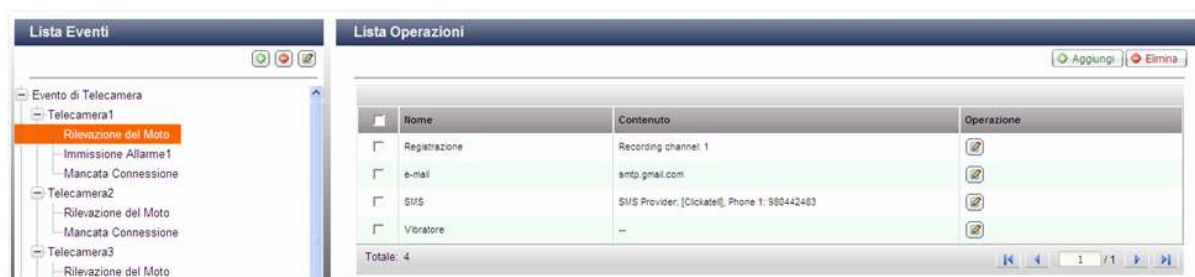 Lista Eventi
Evento di Telecamera
Telecamera1
Rilevazione del Moto
Immissione Allarme1
Mancata Connessione
Telecamera2
Rilevazione del Moto
Mancata Connessione
Telecamera3
Rilevazione del Moto
Lista Operazioni
Aggiungi Elimina
Nome Contenuto Operazione
Registrazione Recording channel: 1
e-mail smtp.gmail.com
SMS SMS Provider: [Clickatell], Phone 1: 980442483
Vibratore --
Totale: 4 1 /1